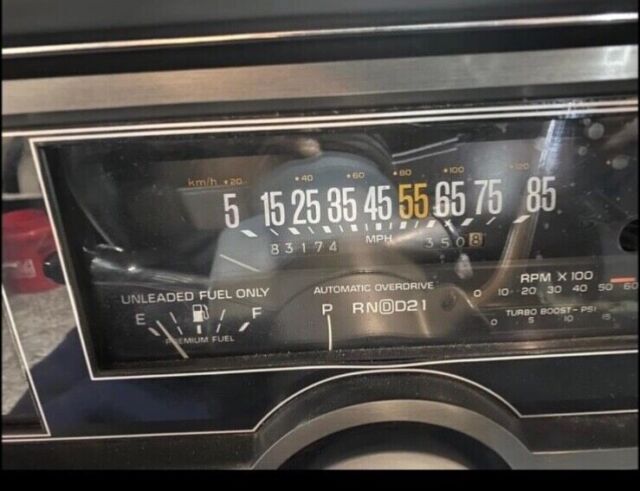 km/h 20 40 60 80 100 120
5 15 25 35 45 55 65 75 85
83174 MPH 3508
UNLEADED FUEL ONLY
E F
PREMIUM FUEL
AUTOMATIC OVERDRIVE
P R N D D 2 1
RPM X 100
0 10 20 30 40 50 60
TURBO BOOST-PSI
0 5 10 15